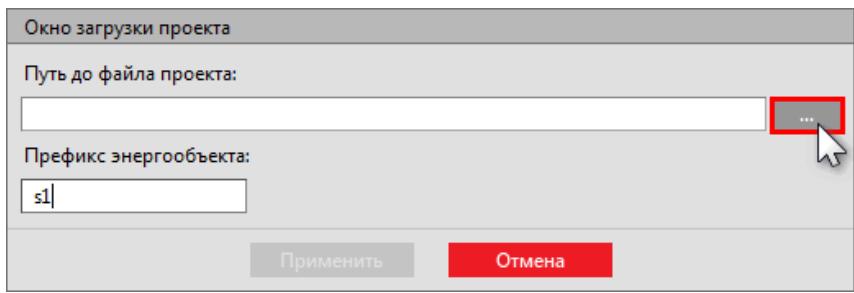 Окно загрузки проекта
Путь до файла проекта:
...
Префикс энергообъекта:
s1
Применить Отмена